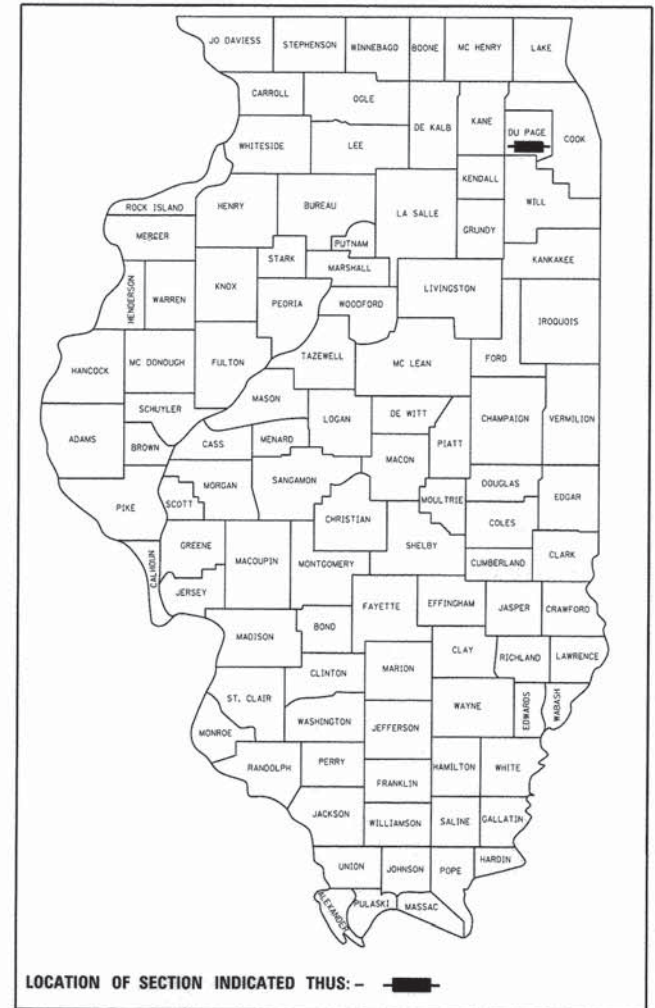 JO DAVIESS
STEPHENSON
WINNEBAGO
BOONE
MC HENRY
LAKE
CARROLL
OGLE
DE KALB
KANE
DU PAGE
COOK
WHITESIDE
LEE
KENDALL
WILL
ROCK ISLAND
HENRY
BUREAU
LA SALLE
GRUNDY
MERCER
PUTNAM
KANKAKEE
STARK
MARSHALL
HENDERSON
WARREN
KNOX
PEORIA
WOODFORD
LIVINGSTON
IROQUOIS
HANCOCK
MC DONOUGH
FULTON
TAZEWELL
MC LEAN
FORD
MASON
SCHUYLER
LOGAN
DE WITT
CHAMPAIGN
VERMILION
ADAMS
BROWN
CASS
MENARD
PIATT
MACON
MORGAN
SANGAMON
DOUGLAS
PIKE
SCOTT
CHRISTIAN
MOULTRIE
EDGAR
COLES
GREENE
MACOUPIN
MONTGOMERY
SHELBY
CUMBERLAND
CLARK
CALHOUN
JERSEY
FAYETTE
EFFINGHAM
JASPER
CRAWFORD
MADISON
BOND
CLAY
RICHLAND
LAWRENCE
CLINTON
MARION
ST. CLAIR
WAYNE
EDWARDS
WABASH
WASHINGTON
JEFFERSON
MONROE
RANDOLPH
PERRY
HAMILTON
WHITE
FRANKLIN
JACKSON
WILLIAMSON
SALINE
GALLATIN
UNION
JOHNSON
POPE
HARDIN
ALEXANDER
PULASKI
MASSAC
LOCATION OF SECTION INDICATED THUS: -